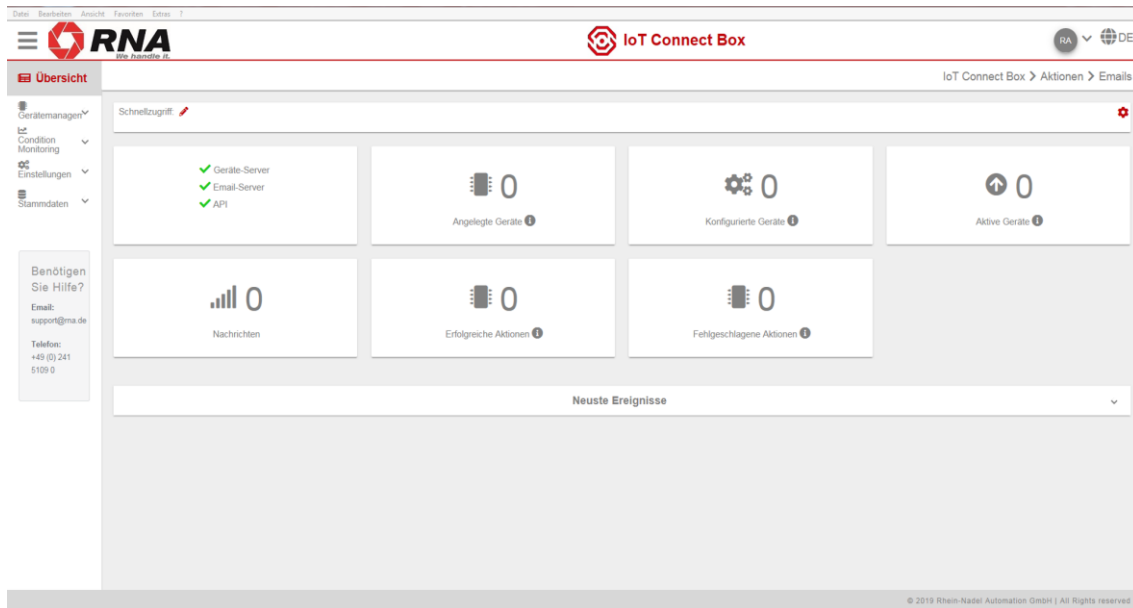 Datei Bearbeiten Ansicht Favoriten Extras ?
RNA
We handle it.
IoT Connect Box
RA
DE
Übersicht
IoT Connect Box > Aktionen > Emails
Gerätemanagen
Condition
Monitoring
Einstellungen
Stammdaten
Schnellzugriff:
Geräte-Server
Email-Server
API
0
Angelegte Geräte
0
Konfigurierte Geräte
0
Aktive Geräte
0
Nachrichten
0
Erfolgreiche Aktionen
0
Fehlgeschlagene Aktionen
Benötigen
Sie Hilfe?
Email:
support@rna.de
Telefon:
+49 (0) 241
5109 0
Neuste Ereignisse
© 2019 Rhein-Nadel Automation GmbH | All Rights reserved